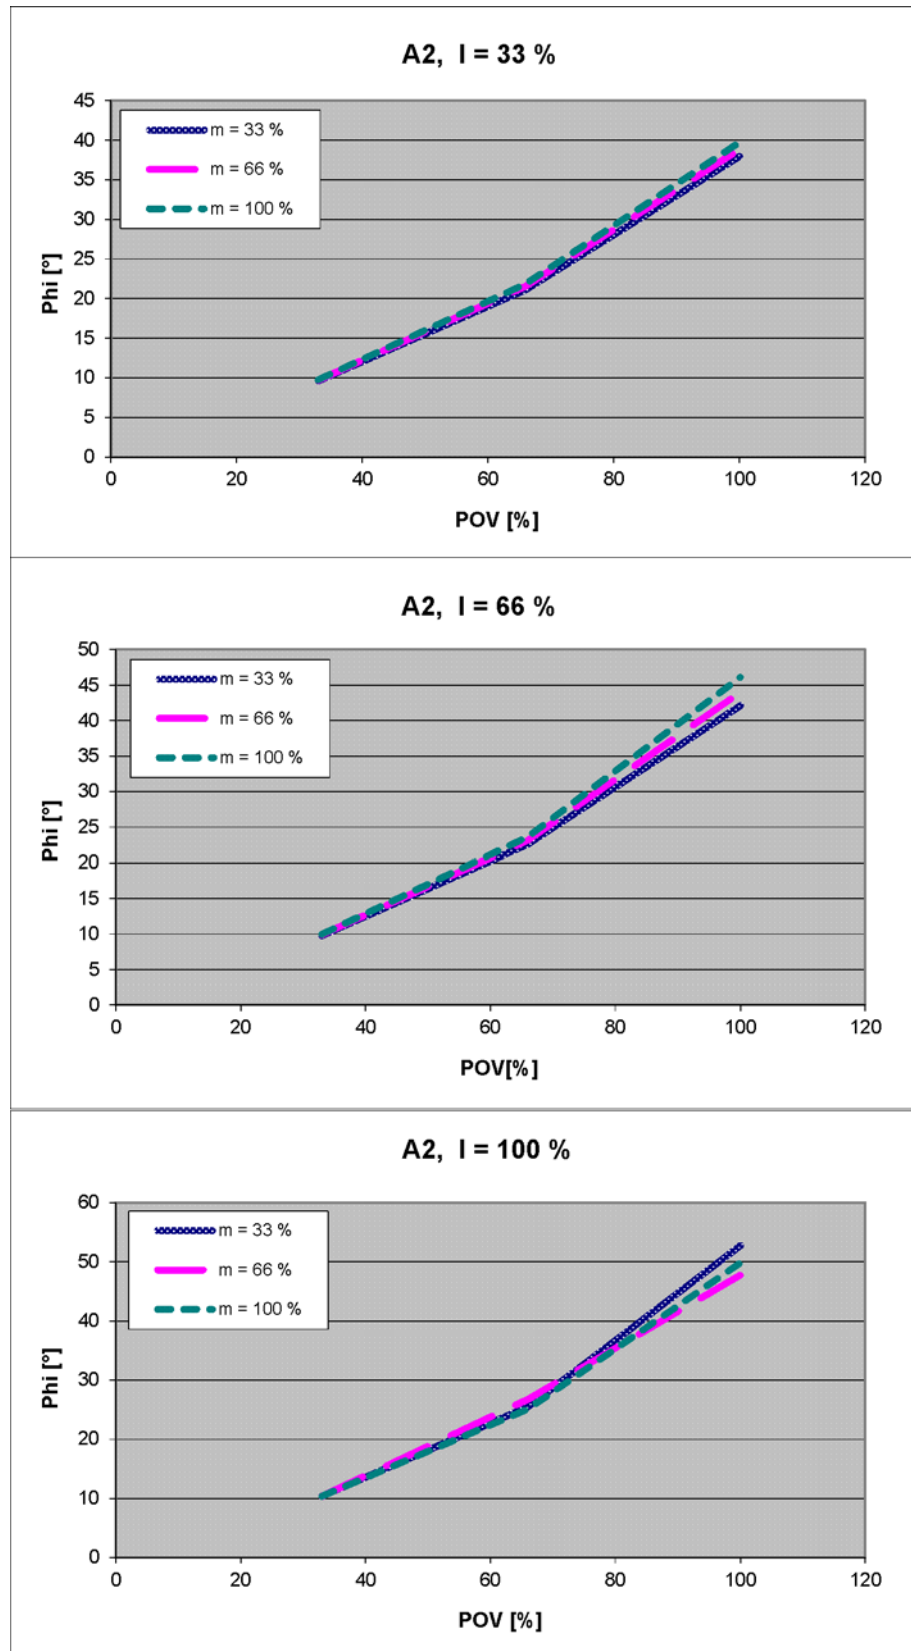 A2, I = 33 %
45
40
35
30
25
20
15
10
5
0
Phi [°]
m = 33 %
m = 66 %
m = 100 %
0 20 40 60 80 100 120
POV [%]
A2, I = 66 %
50
45
40
35
30
25
20
15
10
5
0
Phi [°]
m = 33 %
m = 66 %
m = 100 %
0 20 40 60 80 100 120
POV[%]
A2, I = 100 %
60
50
40
30
20
10
0
Phi [°]
m = 33 %
m = 66 %
m = 100 %
0 20 40 60 80 100 120
POV [%]